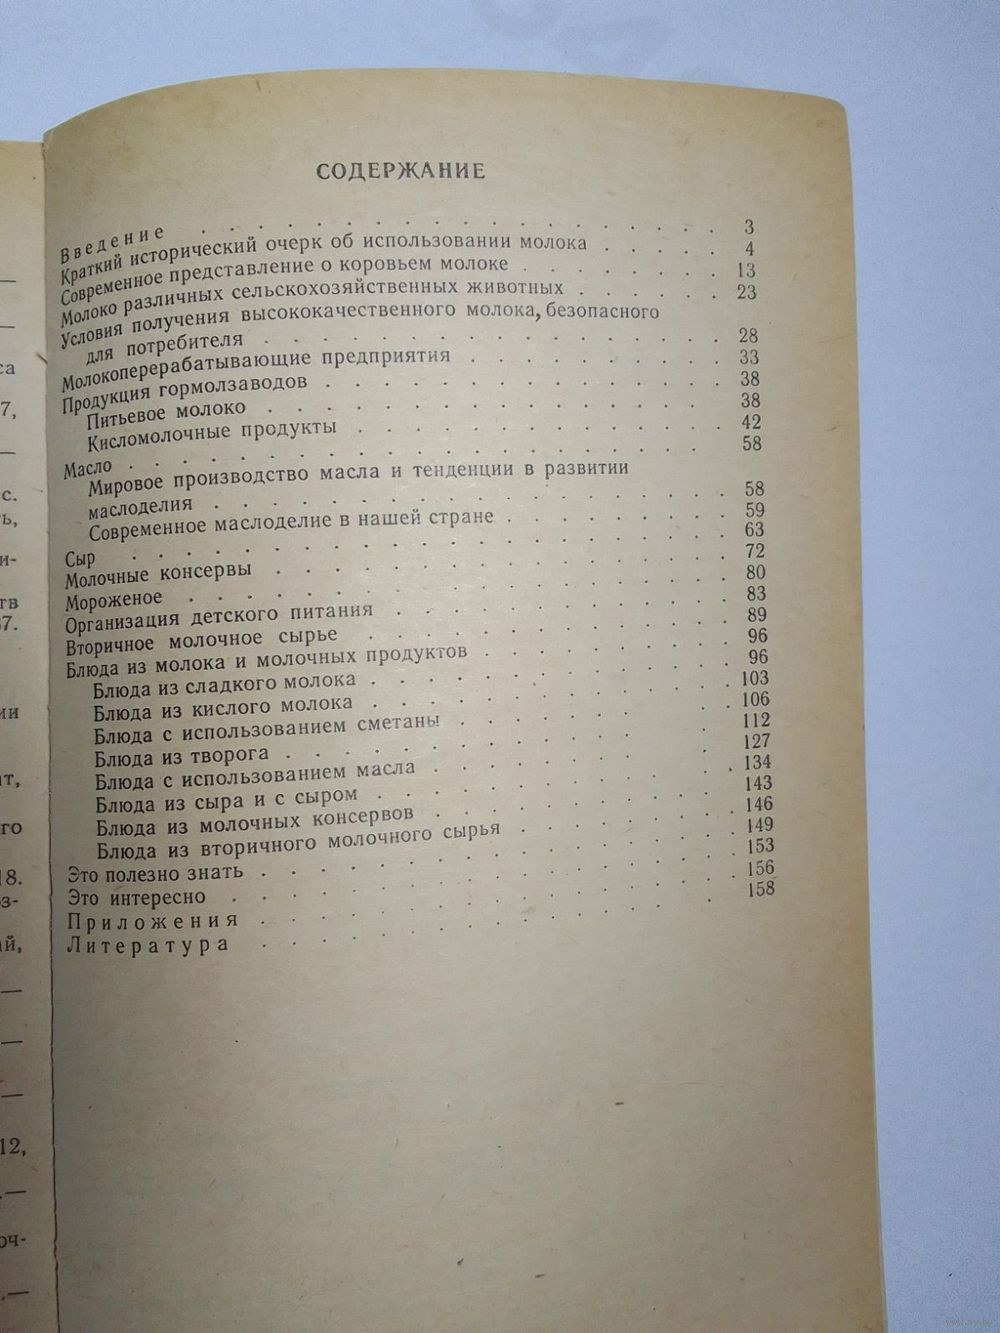 СОДЕРЖАНИЕ
Введение . . . . . . . . . . . . . . . . 3
Краткий исторический очерк об использовании молока . . . . . 4
Современное представление о коровьем молоке . . . . . . . . 13
Молоко различных сельскохозяйственных животных . . . . . . 23
Условия получения высококачественного молока, безопасного
для потребителя . . . . . . . . . . . . . . . 28
Молокоперерабатывающие предприятия . . . . . . . . . 33
Продукция гормолзаводов . . . . . . . . . . . . . 38
Питьевое молоко . . . . . . . . . . . . . . 38
Кисломолочные продукты . . . . . . . . . . . . 42
Масло . . . . . . . . . . . . . . . . . . 58
Мировое производство масла и тенденции в развитии
маслоделия . . . . . . . . . . . . . . . . 58
Современное маслоделие в нашей стране . . . . . . . . 59
Сыр . . . . . . . . . . . . . . . . . . 63
Молочные консервы . . . . . . . . . . . . . . 72
Мороженое . . . . . . . . . . . . . . . . . 80
Организация детского питания . . . . . . . . . . . 83
Вторичное молочное сырье . . . . . . . . . . . . 89
Блюда из молока и молочных продуктов . . . . . . . . 96
Блюда из сладкого молока . . . . . . . . . . . . 96
Блюда из кислого молока . . . . . . . . . . . . 103
Блюда с использованием сметаны . . . . . . . . . 106
Блюда из творога . . . . . . . . . . . . . . 112
Блюда с использованием масла . . . . . . . . . . 127
Блюда из сыра и с сыром . . . . . . . . . . . . 134
Блюда из молочных консервов . . . . . . . . . . 143
Блюда из вторичного молочного сырья . . . . . . . . 146
Это полезно знать . . . . . . . . . . . . . . . 149
Это интересно . . . . . . . . . . . . . . . . 153
Приложения . . . . . . . . . . . . . . . . 156
Литература . . . . . . . . . . . . . . . . 158